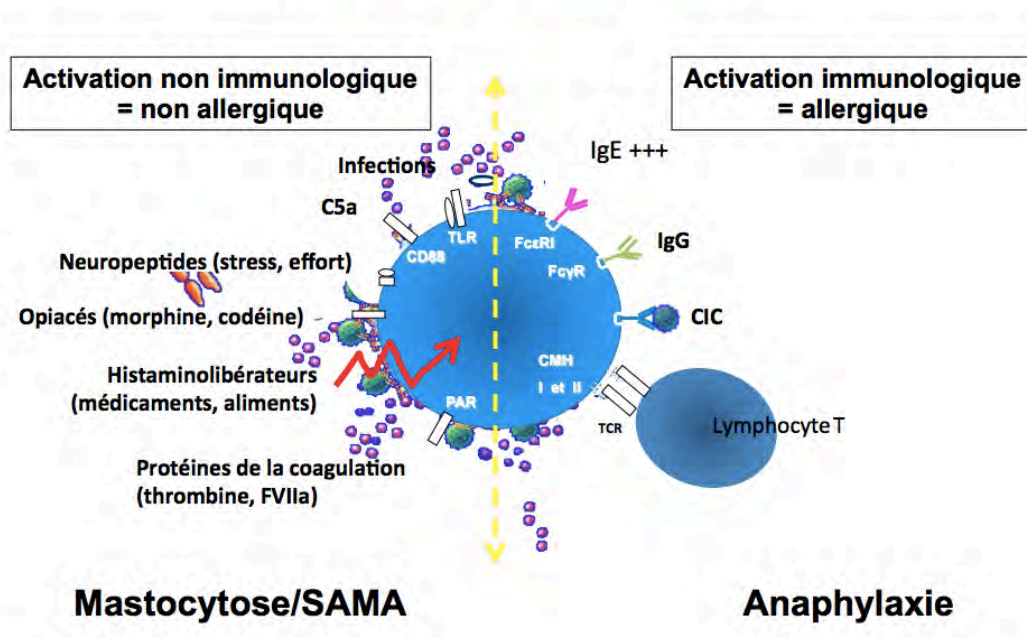 Activation non immunologique
= non allergique
Activation immunologique
= allergique
Infections
IgE +++
C5a
TLR
FcεRI
IgG
CD88
FcγR
Neuropeptides (stress, effort)
Opiacés (morphine, codéine)
CIC
Histaminolibérateurs
(médicaments, aliments)
CMH
I et II
PAR
TCR
Lymphocyte T
Protéines de la coagulation
(thrombine, FVIIa)
Mastocytose/SAMA
Anaphylaxie